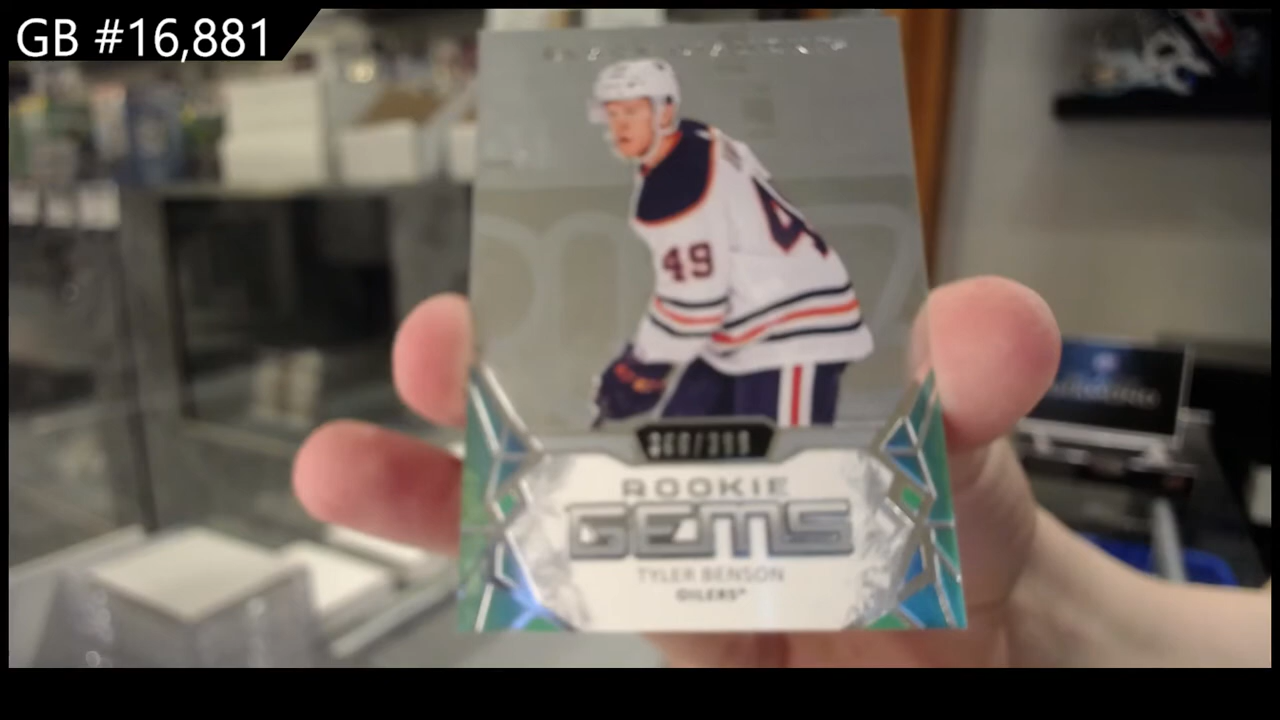 GB #16,881
49
ROOKIE
GEMS
TYLER BENSON
OILERS